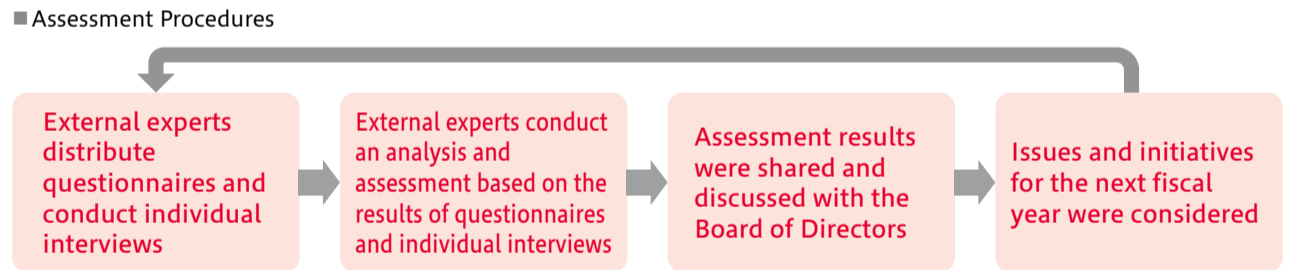 ■ Assessment Procedures
External experts
distribute
questionnaires and
conduct individual
interviews
External experts conduct
an analysis and
assessment based on the
results of questionnaires
and individual interviews
Assessment results
were shared and
discussed with the
Board of Directors
Issues and initiatives
for the next fiscal
year were considered